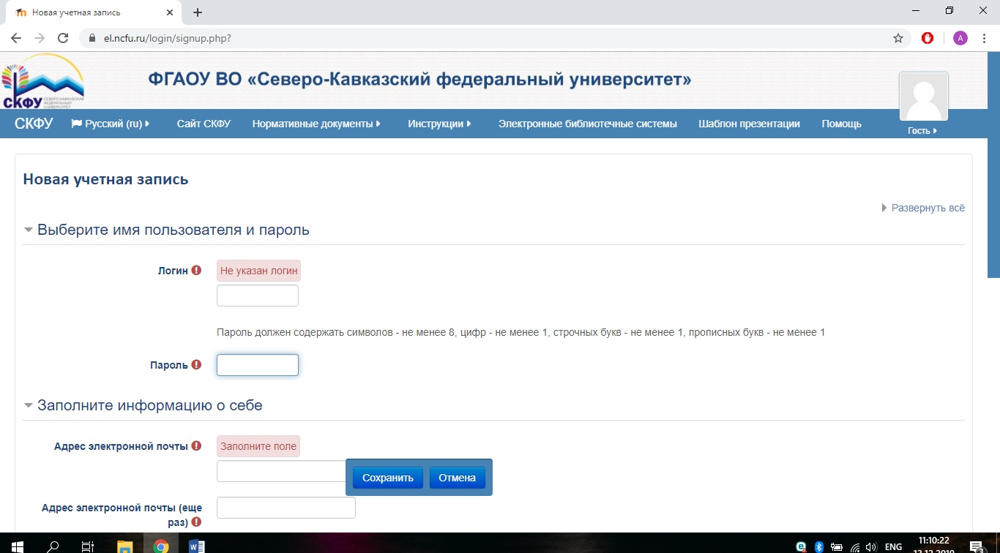 Новая учетная запись
el.ncfu.ru/login/signup.php?
A
СКФУ
СЕВЕРО-КАВКАЗСКИЙ
ФЕДЕРАЛЬНЫЙ
УНИВЕРСИТЕТ
ФГАОУ ВО «Северо-Кавказский федеральный университет»
СКФУ Русский (ru) Сайт СКФУ Нормативные документы Инструкции Электронные библиотечные системы Шаблон презентации Помощь
Гость
Новая учетная запись
Развернуть всё
Выберите имя пользователя и пароль
Логин Не указан логин
Пароль должен содержать символов - не менее 8, цифр - не менее 1, строчных букв - не менее 1, прописных букв - не менее 1
Пароль
Заполните информацию о себе
Адрес электронной почты Заполните поле
Сохранить Отмена
Адрес электронной почты (еще
раз)
ENG
11:10:22